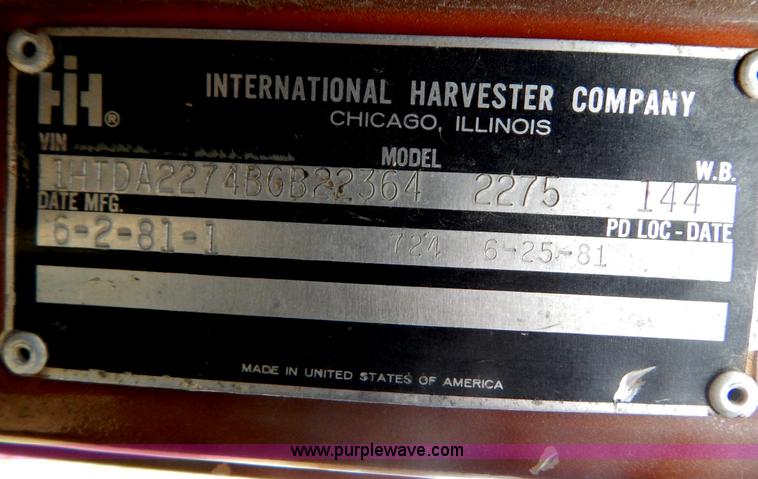 IH®
INTERNATIONAL HARVESTER COMPANY
CHICAGO, ILLINOIS
VIN MODEL W.B.
1HTDA2274BGB22364 2275 144
DATE MFG. PD LOC - DATE
6-2-81-1 724 6-25-81
MADE IN UNITED STATES OF AMERICA
www.purplewave.com